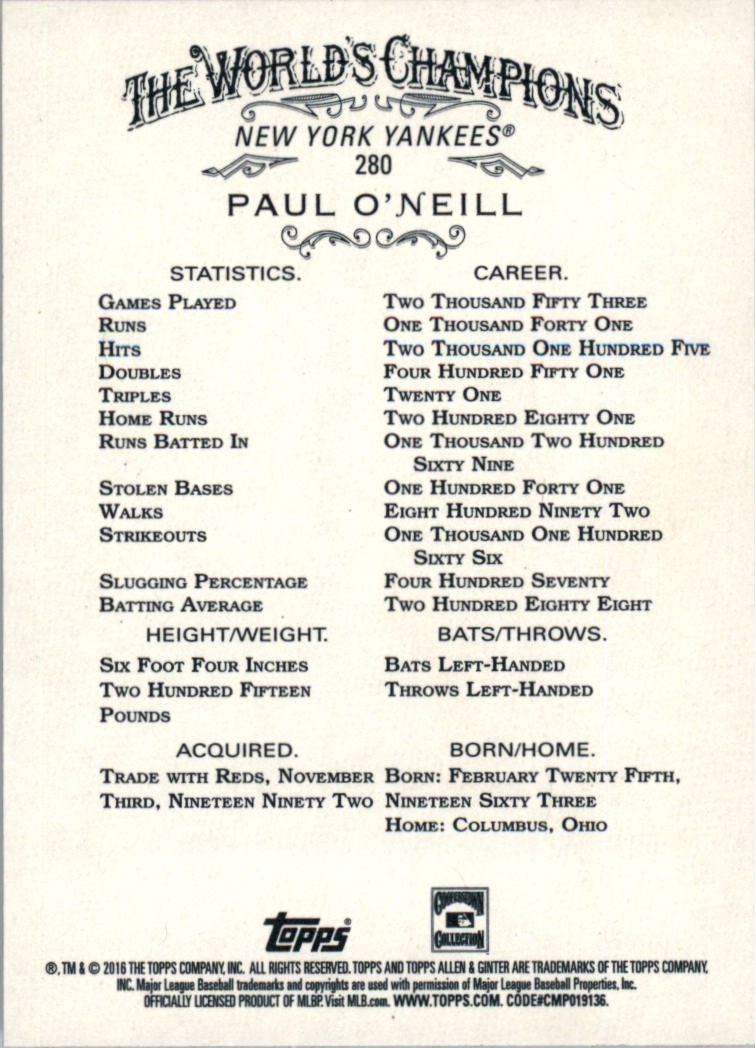 THE WORLD'S CHAMPIONS
NEW YORK YANKEES®
280
PAUL O'NEILL
STATISTICS. CAREER.
GAMES PLAYED TWO THOUSAND FIFTY THREE
RUNS ONE THOUSAND FORTY ONE
HITS TWO THOUSAND ONE HUNDRED FIVE
DOUBLES FOUR HUNDRED FIFTY ONE
TRIPLES TWENTY ONE
HOME RUNS TWO HUNDRED EIGHTY ONE
RUNS BATTED IN ONE THOUSAND TWO HUNDRED
SIXTY NINE
STOLEN BASES ONE HUNDRED FORTY ONE
WALKS EIGHT HUNDRED NINETY TWO
STRIKEOUTS ONE THOUSAND ONE HUNDRED
SIXTY SIX
SLUGGING PERCENTAGE FOUR HUNDRED SEVENTY
BATTING AVERAGE TWO HUNDRED EIGHTY EIGHT
HEIGHT/WEIGHT. BATS/THROWS.
SIX FOOT FOUR INCHES BATS LEFT-HANDED
TWO HUNDRED FIFTEEN THROWS LEFT-HANDED
POUNDS
ACQUIRED. BORN/HOME.
TRADE WITH REDS, NOVEMBER BORN: FEBRUARY TWENTY FIFTH,
THIRD, NINETEEN NINETY TWO NINETEEN SIXTY THREE
HOME: COLUMBUS, OHIO
Topps®
COOPERSTOWN
COLLECTION
®, TM & © 2016 THE TOPPS COMPANY, INC. ALL RIGHTS RESERVED. TOPPS AND TOPPS ALLEN & GINTER ARE TRADEMARKS OF THE TOPPS COMPANY,
INC. Major League Baseball trademarks and copyrights are used with permission of Major League Baseball Properties, Inc.
OFFICIALLY LICENSED PRODUCT OF MLBP. Visit MLB.com. WWW.TOPPS.COM. CODE#CMP019136.